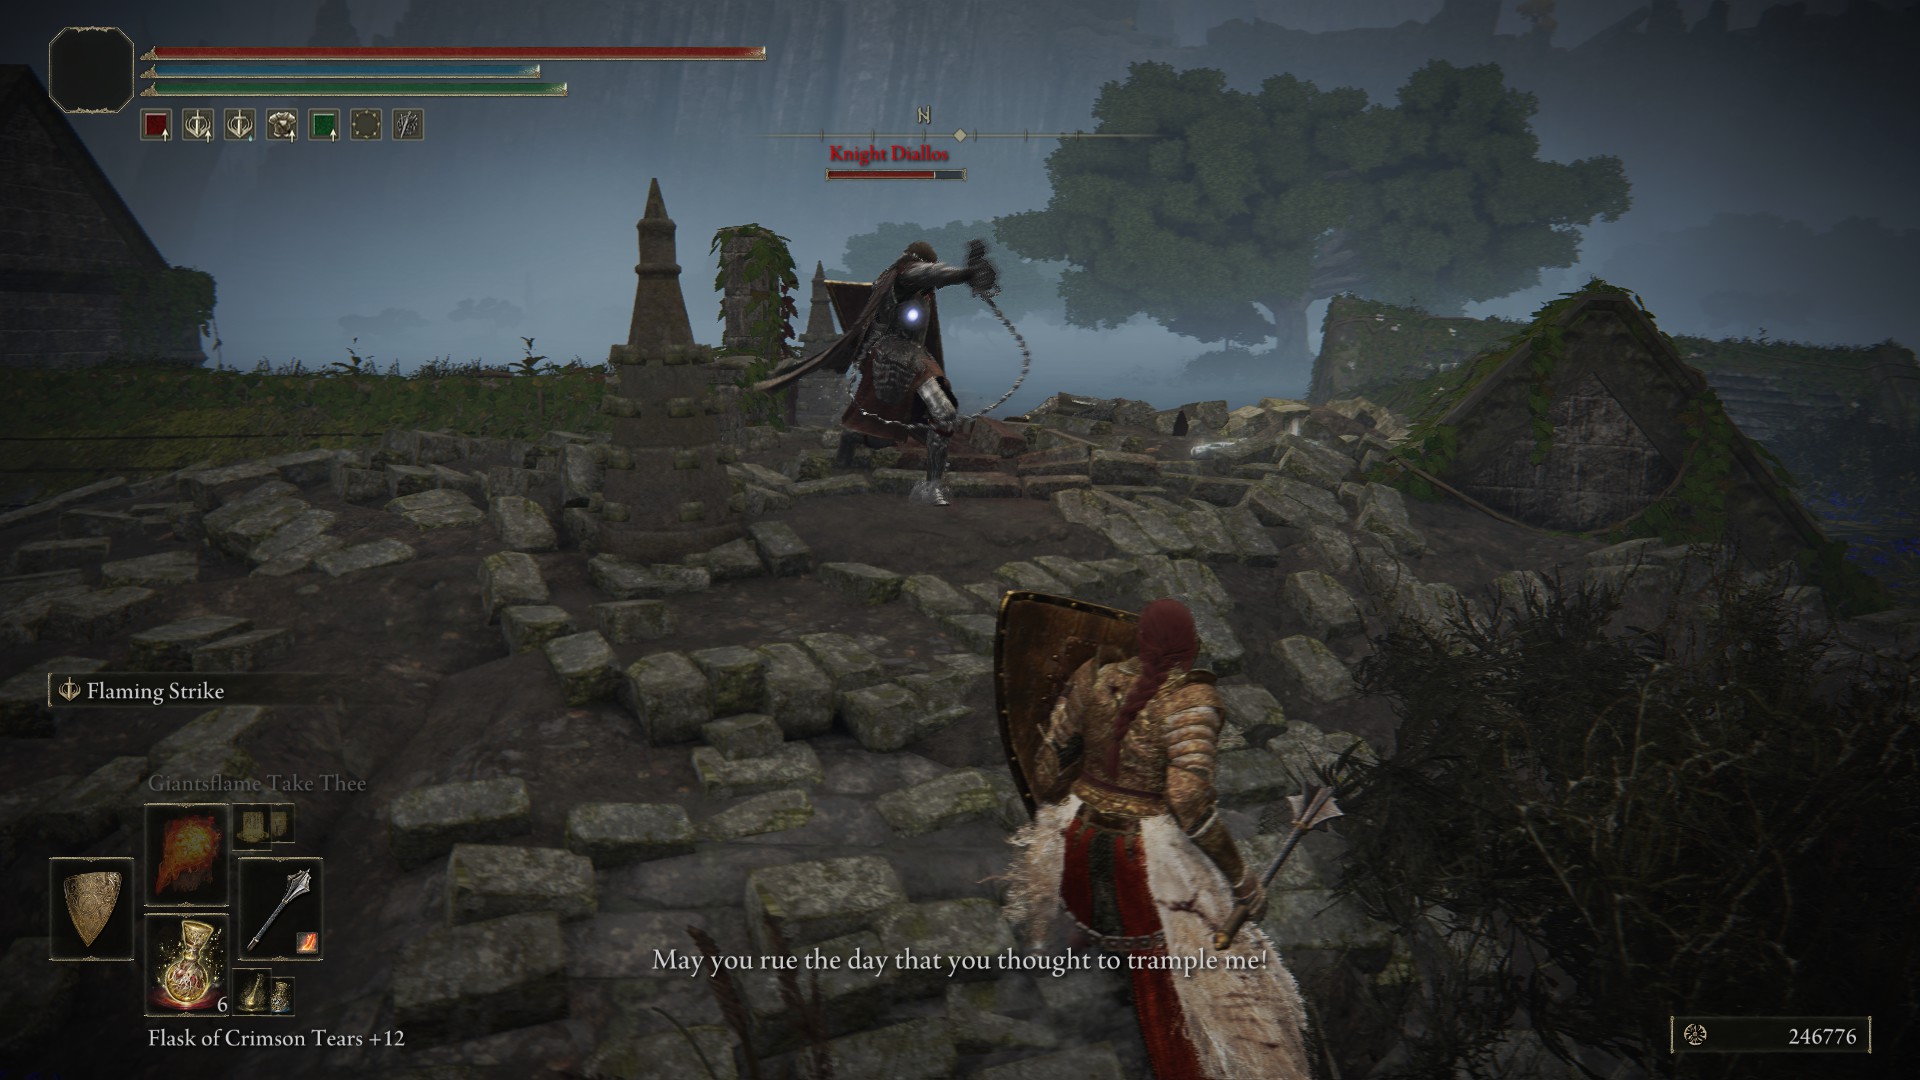 N
Knight Diallos
Flaming Strike
Giantsflame Take Thee
6
May you rue the day that you thought to trample me!
Flask of Crimson Tears +12
246776